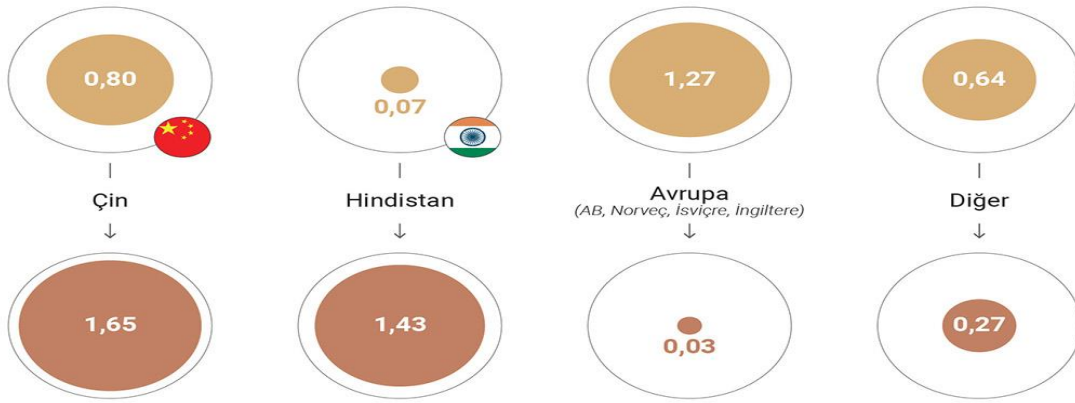 0,80
0,07
1,27
0,64
Çin
Hindistan
Avrupa
(AB, Norveç, İsviçre, İngiltere)
Diğer
1,65
1,43
0,03
0,27